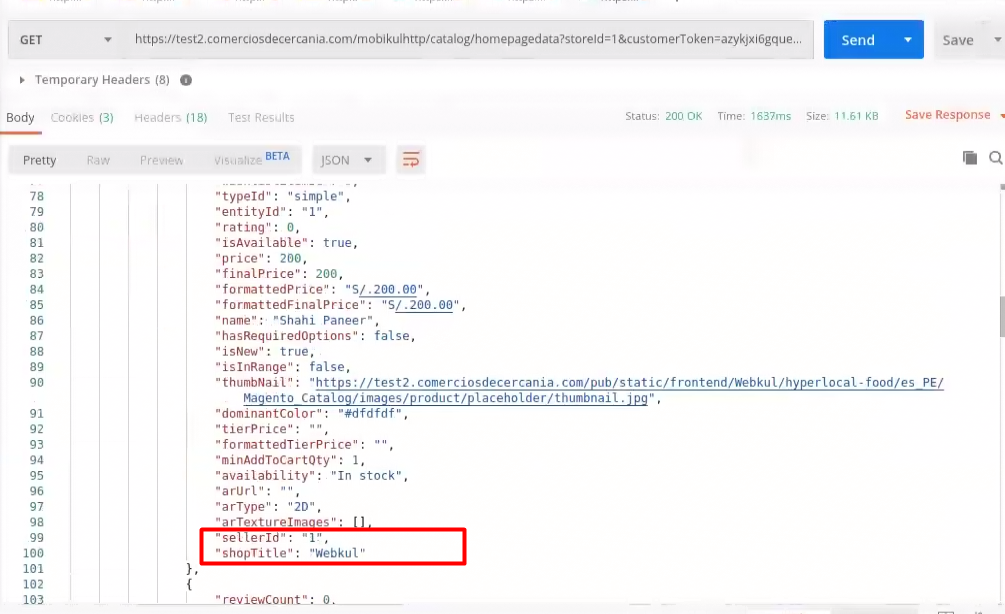 GET
https://test2.comerciosdecercania.com/mobikulhttp/catalog/homepagedata?storeId=1&customerToken=azykjxi6gque...
Send
Save
Temporary Headers (8)
Body Cookies (3) Headers (18) Test Results
Status: 200 OK Time: 1637ms Size: 11.61 KB Save Response
Pretty Raw Preview Visualize BETA JSON
78 "typeId": "simple",
79 "entityId": "1",
80 "rating": 0,
81 "isAvailable": true,
82 "price": 200,
83 "finalPrice": 200,
84 "formattedPrice": "S/.200.00",
85 "formattedFinalPrice": "S/.200.00",
86 "name": "Shahi Paneer",
87 "hasRequiredOptions": false,
88 "isNew": true,
89 "isInRange": false,
90 "thumbNail": "https://test2.comerciosdecercania.com/pub/static/frontend/Webkul/hyperlocal-food/es_PE/
Magento_Catalog/images/product/placeholder/thumbnail.jpg",
91 "dominantColor": "#dfdfdf",
92 "tierPrice": "",
93 "formattedTierPrice": "",
94 "minAddToCartQty": 1,
95 "availability": "In stock",
96 "arUrl": "",
97 "arType": "2D",
98 "arTextureImages": [],
99 "sellerId": "1",
100 "shopTitle": "Webkul"
101 },
102 {
103 "reviewCount": 0,